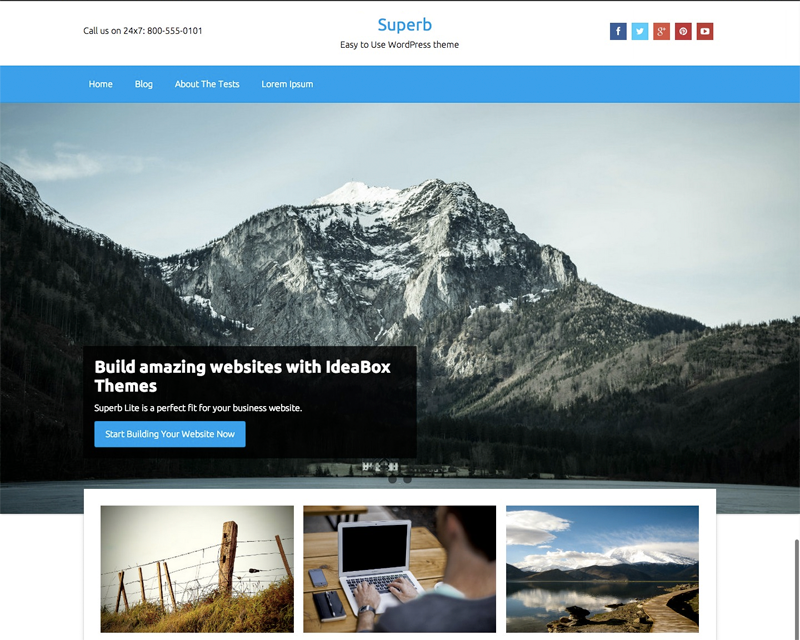 Call us on 24x7: 800-555-0101
Superb
Easy to Use WordPress theme
Home
Blog
About The Tests
Lorem Ipsum
Build amazing websites with IdeaBox
Themes
Superb Lite is a perfect fit for your business website.
Start Building Your Website Now